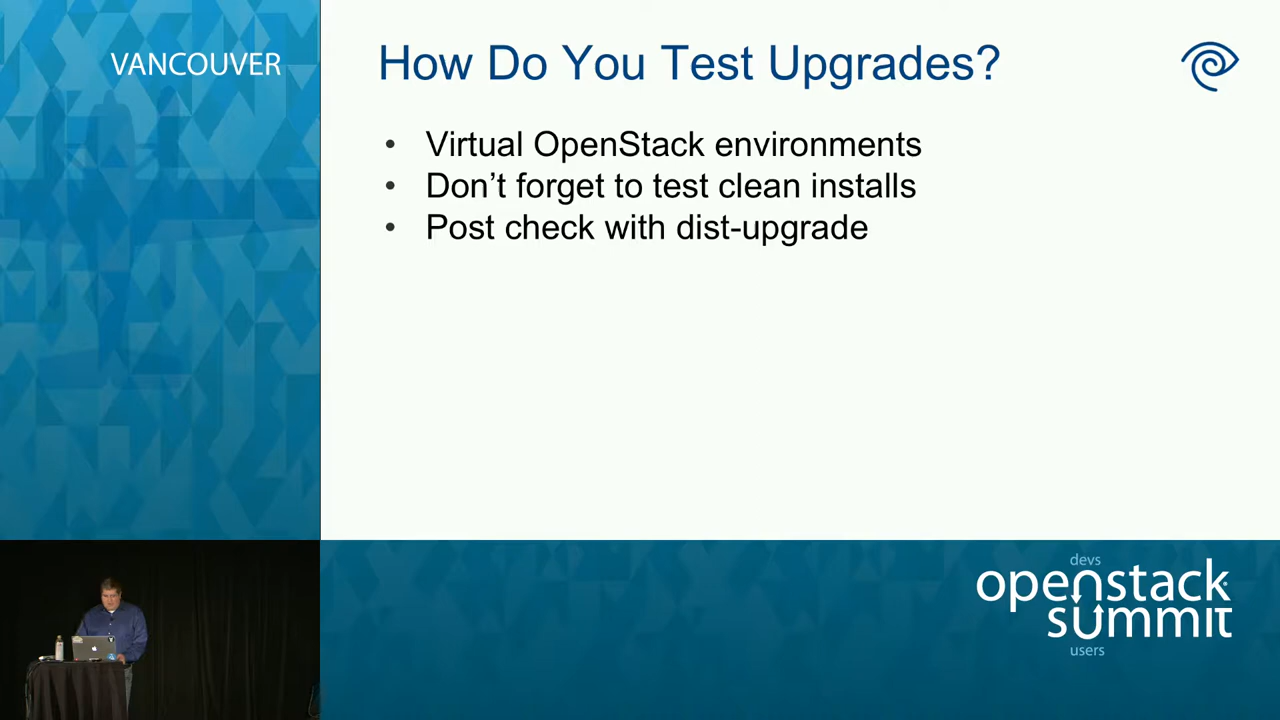 VANCOUVER
How Do You Test Upgrades?
• Virtual OpenStack environments
• Don't forget to test clean installs
• Post check with dist-upgrade
devs
openstack
summit
users